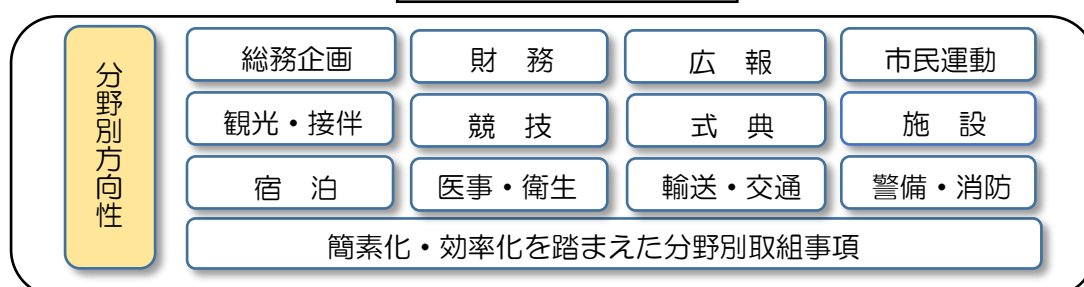 分野別方向性
総務企画
財 務
広 報
市民運動
観光・接伴
競 技
式 典
施 設
宿 泊
医事・衛生
輸送・交通
警備・消防
簡素化・効率化を踏まえた分野別取組事項